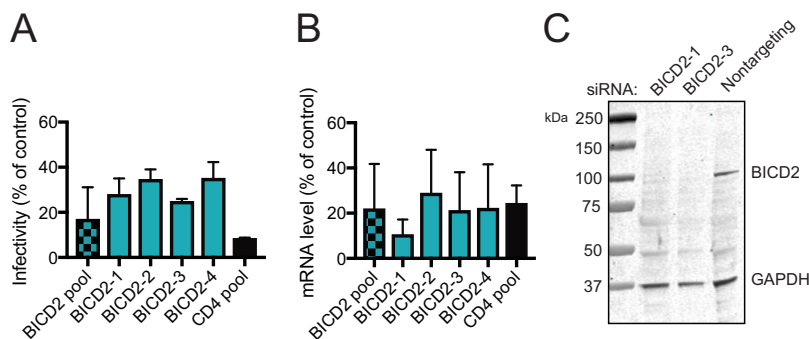 A
Infectivity (% of control)
60
40
20
0
BICD2 pool
BICD2-1
BICD2-2
BICD2-3
BICD2-4
CD4 pool
B
mRNA level (% of control)
60
40
20
0
BICD2 pool
BICD2-1
BICD2-2
BICD2-3
BICD2-4
CD4 pool
C
siRNA: BICD2-1 BICD2-3 Nontargeting
kDa 250
150
100
75
50
37
BICD2
GAPDH